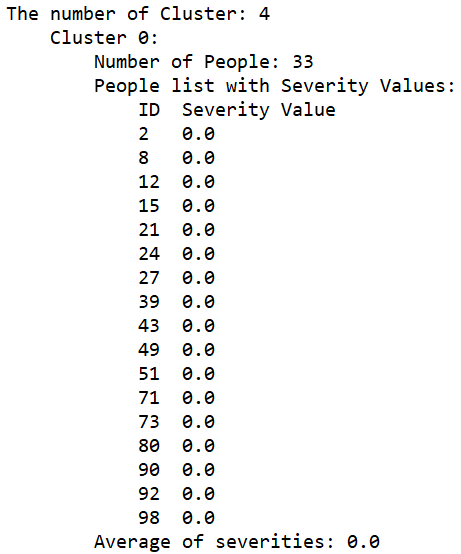 The number of Cluster: 4
Cluster 0:
Number of People: 33
People list with Severity Values:
ID Severity Value
2 0.0
8 0.0
12 0.0
15 0.0
21 0.0
24 0.0
27 0.0
39 0.0
43 0.0
49 0.0
51 0.0
71 0.0
73 0.0
80 0.0
90 0.0
92 0.0
98 0.0
Average of severities: 0.0